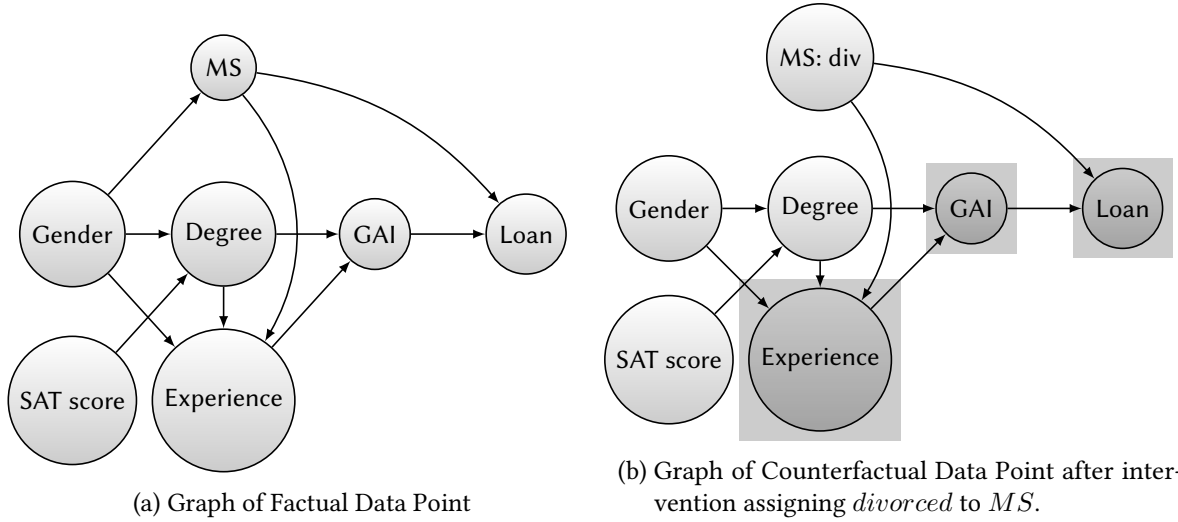 MS
Gender
Degree
GAI
Loan
SAT score
Experience
(a) Graph of Factual Data Point
MS: div
Gender
Degree
GAI
Loan
SAT score
Experience
(b) Graph of Counterfactual Data Point after inter-
vention assigning divorced to MS.